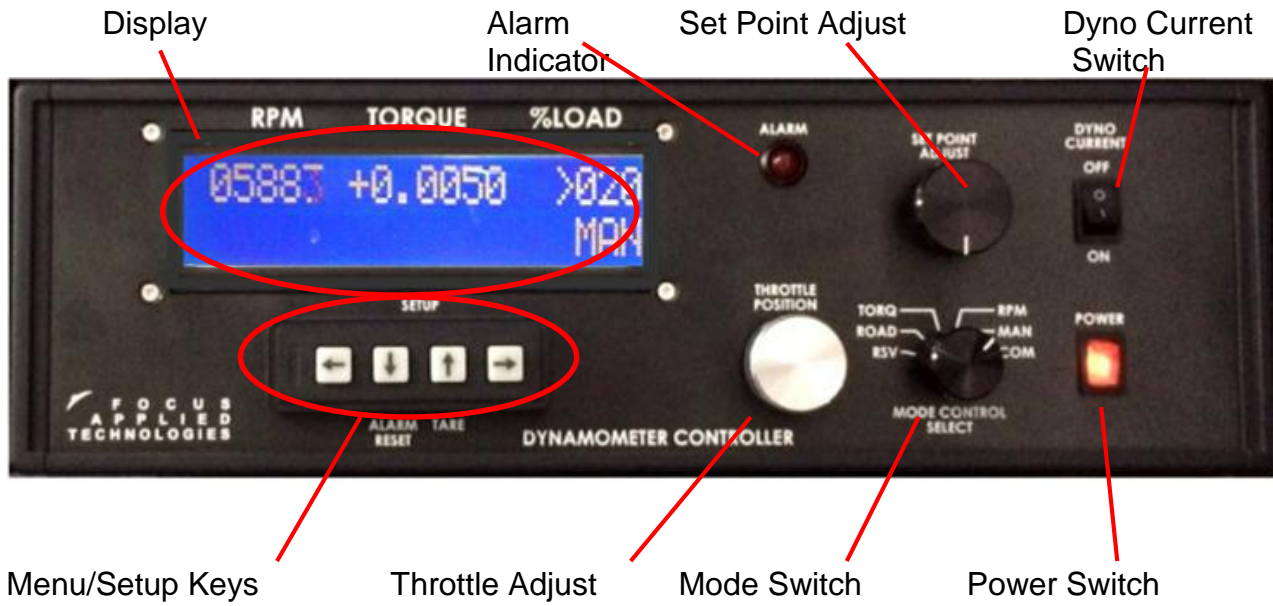 Display
Alarm
Indicator
Set Point Adjust
Dyno Current
Switch
RPM TORQUE %LOAD
05883 +0.0050 >020
MAN
ALARM
SET POINT
ADJUST
DYNO
CURRENT
OFF
O
I
ON
SETUP
← ↓ ↑ →
ALARM
RESET
TARE
FOCUS
APPLIED
TECHNOLOGIES
DYNAMOMETER CONTROLLER
THROTTLE
POSITION
TORQ RPM
ROAD MAN
RSV COM
MODE CONTROL
SELECT
POWER
Menu/Setup Keys
Throttle Adjust
Mode Switch
Power Switch